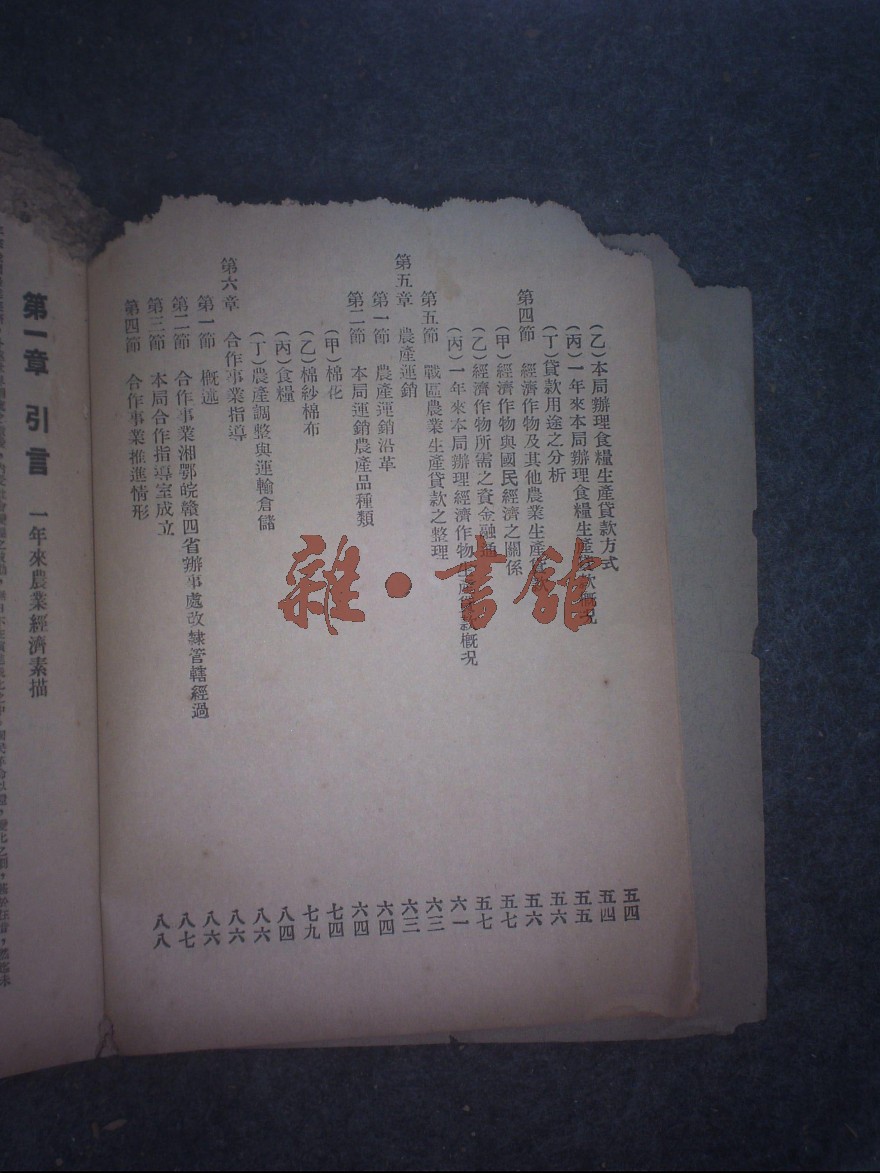 (乙)本局辦理食糧生產貸款方式 五四
(丙)一年來本局辦理食糧生產貸款概況 五四
(丁)貸款用途之分析 五五
第四節 經濟作物及其他農業生產貸款 五六
(甲)經濟作物與國民經濟之關係 五六
(乙)經濟作物所需之資金融通 五七
(丙)一年來本局辦理經濟作物生產貸款概況 五七
第五節 戰區農業生產貸款之整理 六一
第五章 農產運銷 六三
第一節 農產運銷沿革 六三
第二節 本局運銷農產品種類 六四
(甲)棉花 六四
(乙)棉紗棉布 七四
(丙)食糧 七九
(丁)農產調整與運輸倉儲 八四
第六章 合作事業指導 八六
第一節 概述 八六
第二節 合作事業湘鄂皖贛四省辦事處改隸管轄經過 八六
第三節 本局合作指導室成立 八七
第四節 合作事業推進情形 八八
第一章 引言 一年來農業經濟素描
雜·書館